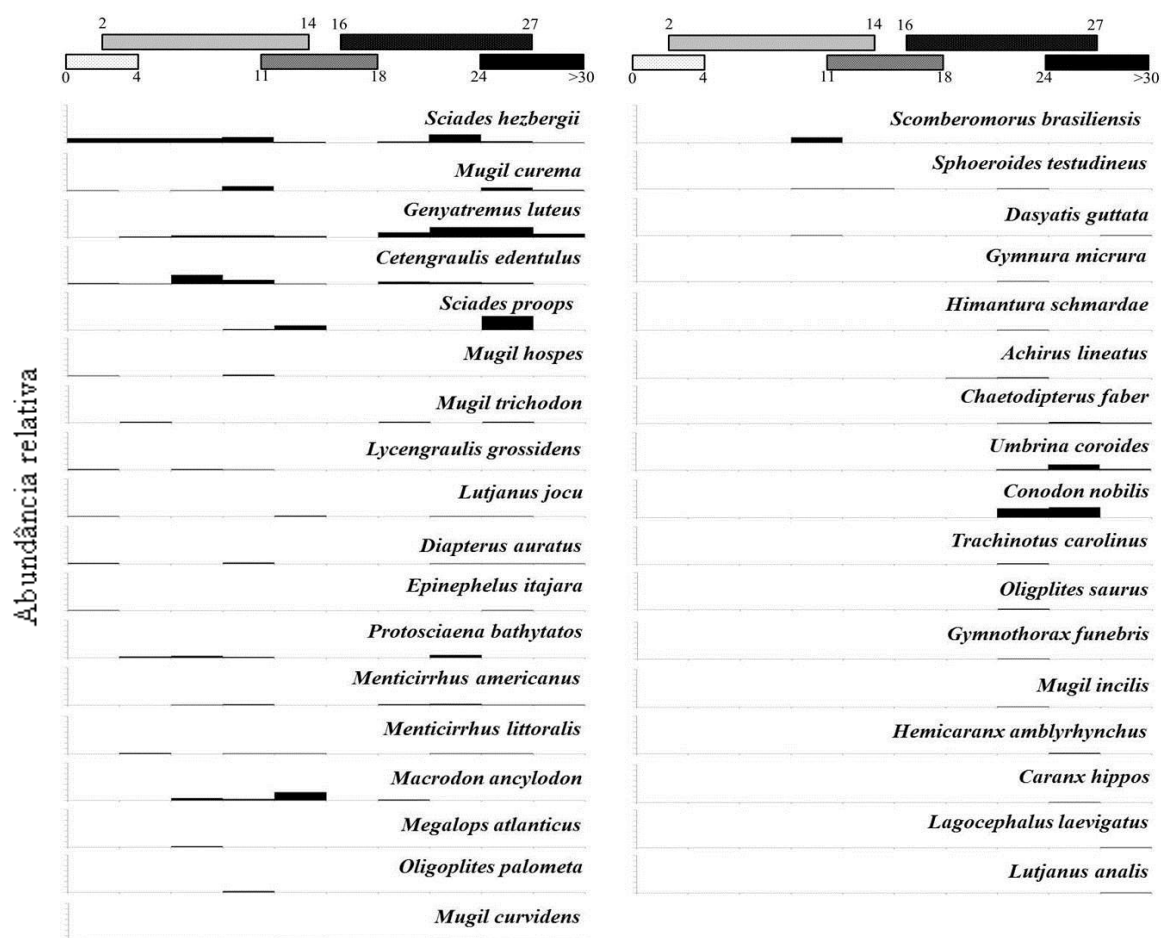 2 14 16 27
0 4 11 18 24 >30
Abundância relativa
Sciades hezbergii
Mugil curema
Genyatremus luteus
Cetengraulis edentulus
Sciades proops
Mugil hospes
Mugil trichodon
Lycengraulis grossidens
Lutjanus jocu
Diapterus auratus
Epinephelus itajara
Protosciaena bathytatos
Menticirrhus americanus
Menticirrhus littoralis
Macrodon ancylodon
Megalops atlanticus
Oligoplites palometa
Mugil curvidens
2 14 16 27
0 4 11 18 24 >30
Scomberomorus brasiliensis
Sphoeroides testudineus
Dasyatis guttata
Gymnura micrura
Himantura schmardae
Achirus lineatus
Chaetodipterus faber
Umbrina coroides
Conodon nobilis
Trachinotus carolinus
Oligplites saurus
Gymnothorax funebris
Mugil incilis
Hemicaranx amblyrhynchus
Caranx hippos
Lagocephalus laevigatus
Lutjanus analis